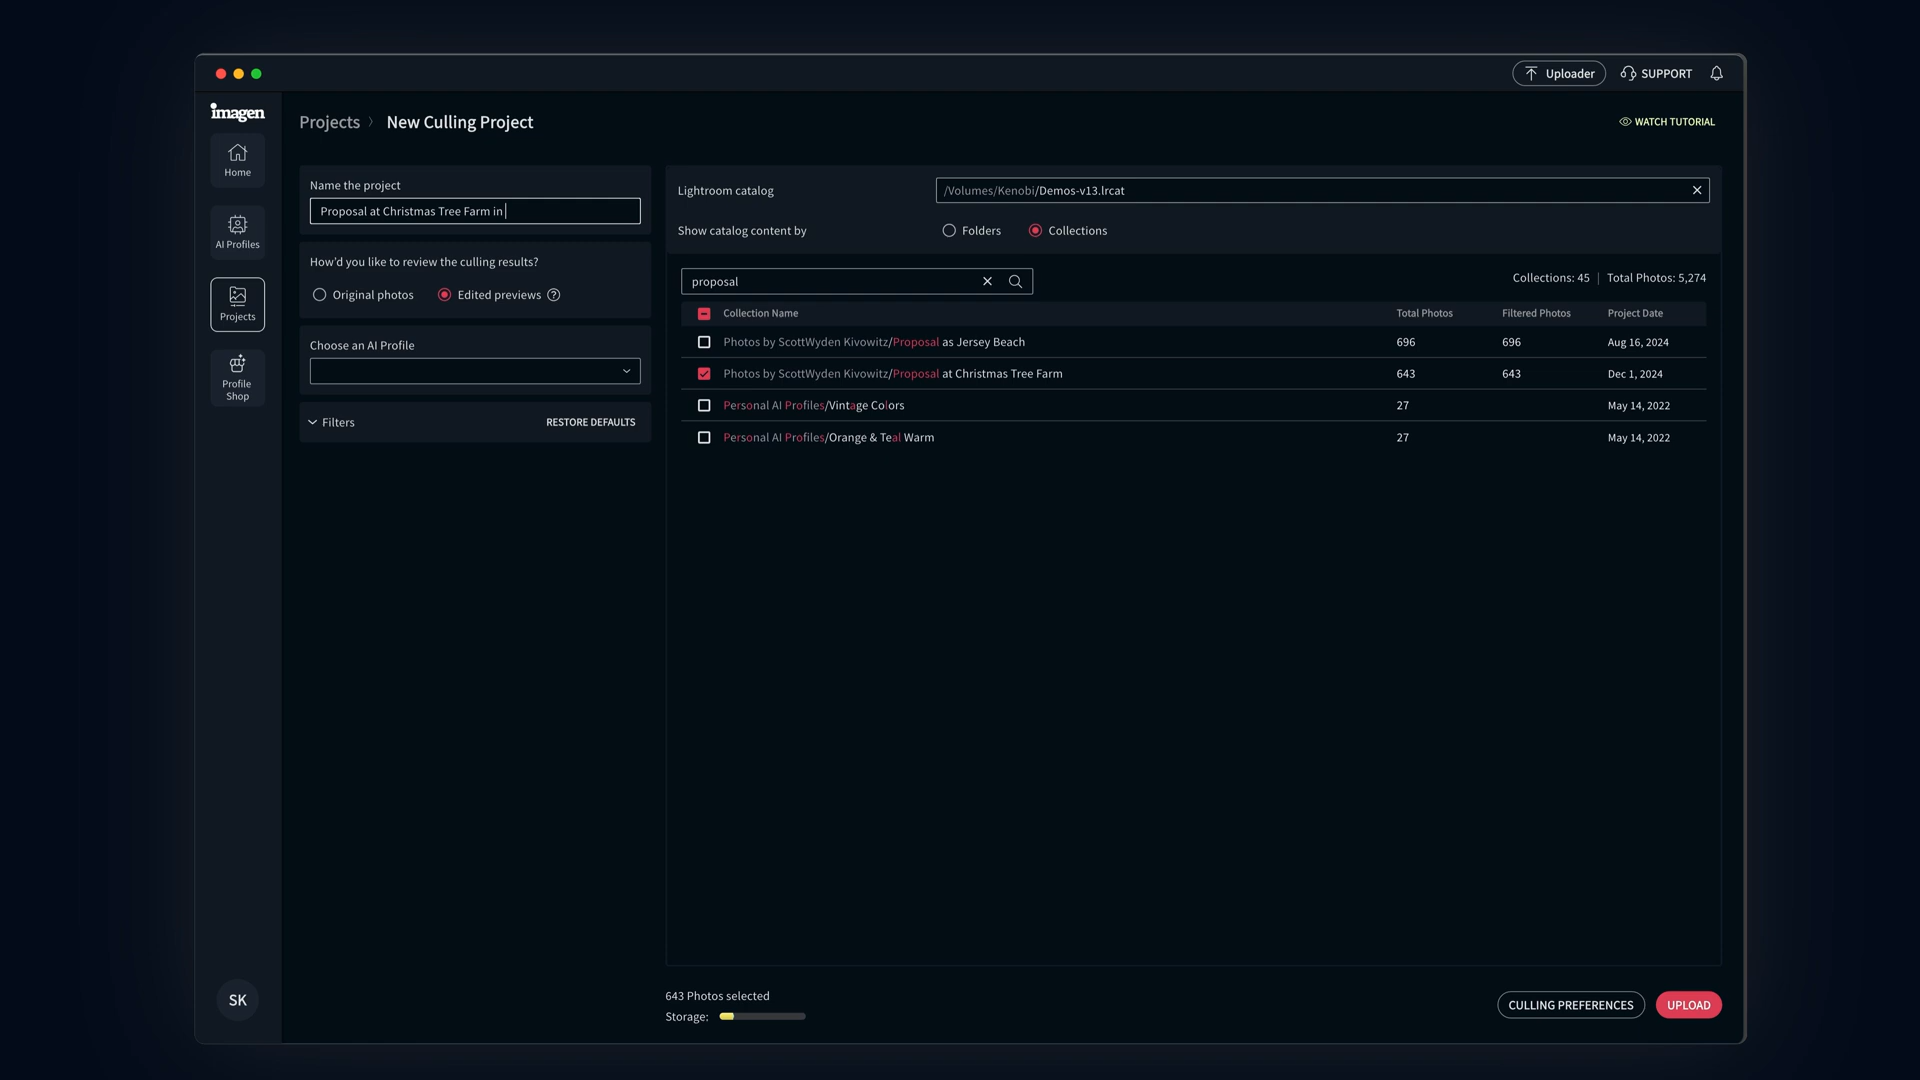 Uploader
SUPPORT
imagen
Projects
New Culling Project
WATCH TUTORIAL
Home
AI Profiles
Projects
Profile
Shop
SK
Name the project
Proposal at Christmas Tree Farm in
How'd you like to review the culling results?
Original photos
Edited previews
?
Choose an AI Profile
Filters
RESTORE DEFAULTS
Lightroom catalog
/Volumes/Kenobi/Demos-v13.lrcat
Show catalog content by
Folders
Collections
proposal
Collections: 45 | Total Photos: 5,274
Collection Name Total Photos Filtered Photos Project Date
Photos by ScottWyden Kivowitz/Proposal as Jersey Beach 696 696 Aug 16, 2024
Photos by ScottWyden Kivowitz/Proposal at Christmas Tree Farm 643 643 Dec 1, 2024
Personal AI Profiles/Vintage Colors 27 May 14, 2022
Personal AI Profiles/Orange & Teal Warm 27 May 14, 2022
643 Photos selected
Storage:
CULLING PREFERENCES
UPLOAD